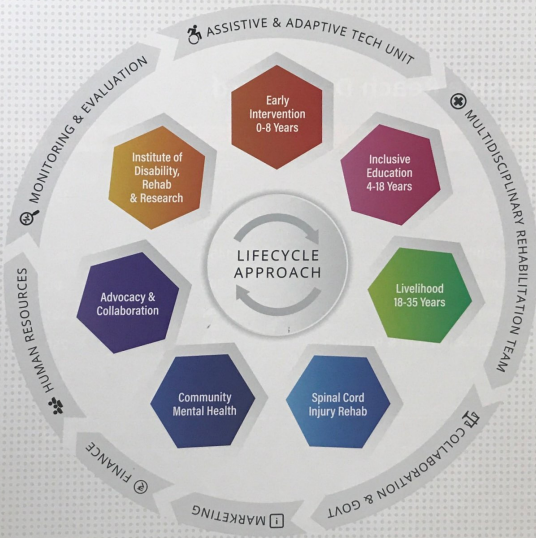 ASSISTIVE & ADAPTIVE TECH UNIT
MULTIDISCIPLINARY REHABILITATION TEAM
COLLABORATION & GOVT
MARKETING
FINANCE
HUMAN RESOURCES
MONITORING & EVALUATION
Early
Intervention
0-8 Years
Inclusive
Education
4-18 Years
Livelihood
18-35 Years
Spinal Cord
Injury Rehab
Community
Mental Health
Advocacy &
Collaboration
Institute of
Disability,
Rehab
& Research
LIFECYCLE
APPROACH